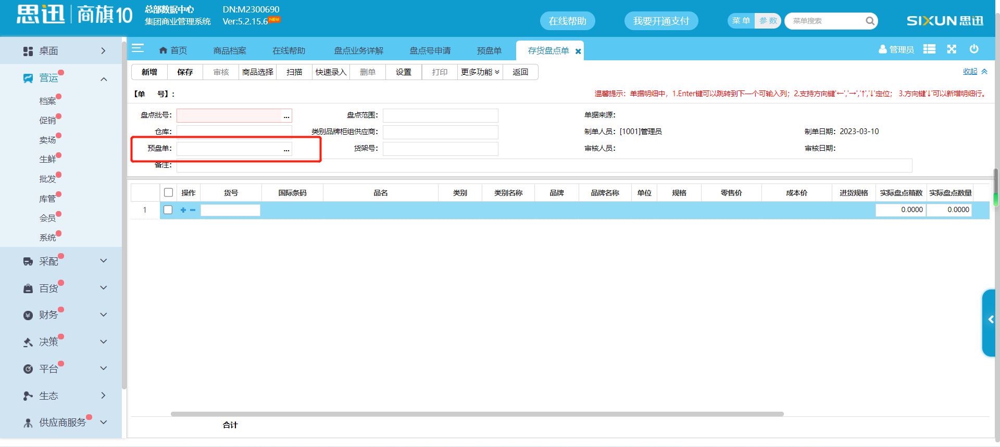 思迅 商旗10
总部数据中心 DN:M2300690
集团商业管理系统 Ver:5.2.15.6 NEW
在线帮助 我要开通支付 菜单 参数 菜单搜索 SIXUN思迅
桌面
营运
档案
促销
卖场
生鲜
批发
库管
会员
系统
采配
百货
财务
决策
平台
生态
供应商服务
首页 商品档案 在线帮助 盘点业务详解 盘点号申请 预盘单 存货盘点单 管理员
新增 保存 审核 商品选择 扫描 快速录入 删单 设置 打印 更多功能 返回 收起
【单 号】: 温馨提示：单据明细中，1.Enter键可以跳转到下一个可输入列；2.支持方向键'←','→','↑','↓'定位； 3.方向键'↓'可以新增明细行。
盘点批号: ... 盘点范围: 单据来源:
仓库: 类别品牌柜组供应商: 制单人员: [1001]管理员 制单日期: 2023-03-10
预盘单: ... 货架号: 审核人员: 审核日期:
备注:
操作 货号 国际条码 品名 类别 类别名称 品牌 品牌名称 单位 规格 零售价 成本价 进货规格 实际盘点箱数 实际盘点数量
1 0.0000 0.0000
合计